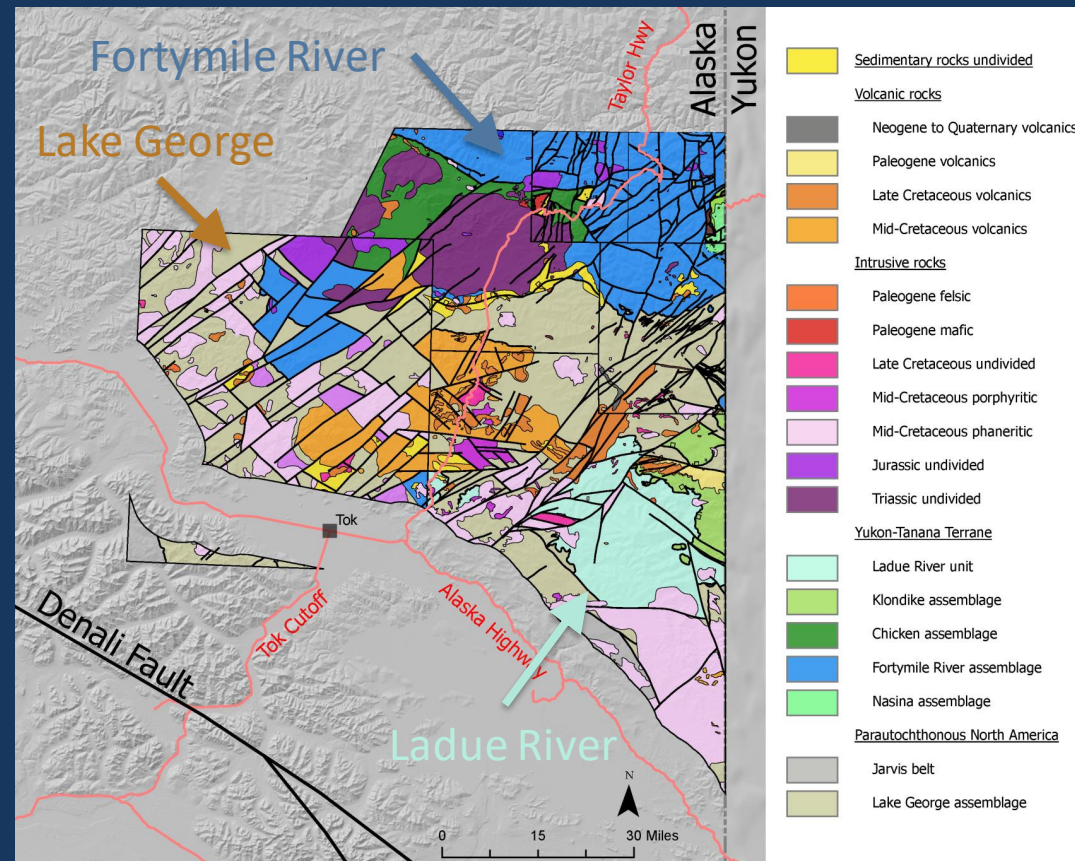 Fortymile River
Lake George
Taylor Hwy
Alaska
Yukon
Tok
Denali Fault
Tok Cutoff
Alaska Highway
Ladue River
N
0 15 30 Miles
Sedimentary rocks undivided
Volcanic rocks
Neogene to Quaternary volcanics
Paleogene volcanics
Late Cretaceous volcanics
Mid-Cretaceous volcanics
Intrusive rocks
Paleogene felsic
Paleogene mafic
Late Cretaceous undivided
Mid-Cretaceous porphyritic
Mid-Cretaceous phaneritic
Jurassic undivided
Triassic undivided
Yukon-Tanana Terrane
Ladue River unit
Klondike assemblage
Chicken assemblage
Fortymile River assemblage
Nasina assemblage
Parautochthonous North America
Jarvis belt
Lake George assemblage